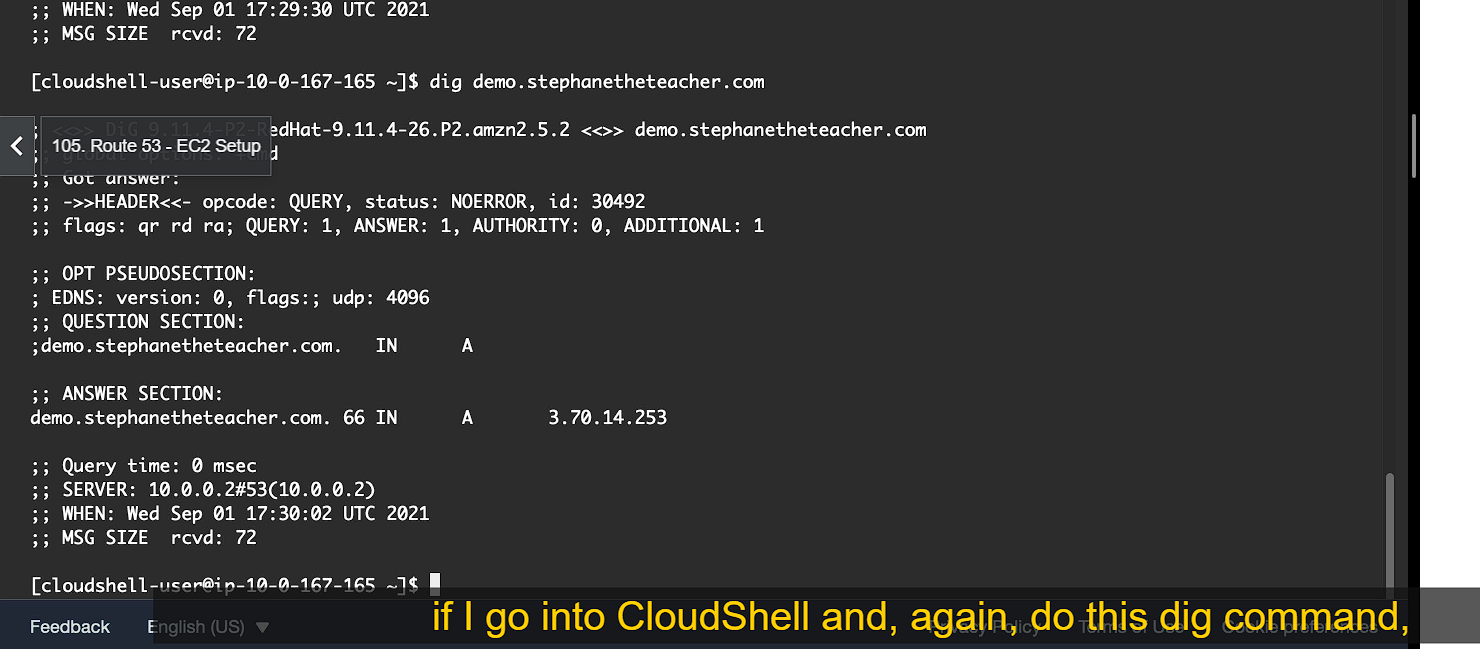 ;; WHEN: Wed Sep 01 17:29:30 UTC 2021
;; MSG SIZE  rcvd: 72
[cloudshell-user@ip-10-0-167-165 ~]$ dig demo.stephanetheteacher.com
; <<>> DiG 9.11.4-P2-RedHat-9.11.4-26.P2.amzn2.5.2 <<>> demo.stephanetheteacher.com
105. Route 53 - EC2 Setup
;; global options: +cmd
;; Got answer:
;; ->>HEADER<<- opcode: QUERY, status: NOERROR, id: 30492
;; flags: qr rd ra; QUERY: 1, ANSWER: 1, AUTHORITY: 0, ADDITIONAL: 1
;; OPT PSEUDOSECTION:
; EDNS: version: 0, flags:; udp: 4096
;; QUESTION SECTION:
;demo.stephanetheteacher.com.   IN      A
;; ANSWER SECTION:
demo.stephanetheteacher.com. 66 IN      A       3.70.14.253
;; Query time: 0 msec
;; SERVER: 10.0.0.2#53(10.0.0.2)
;; WHEN: Wed Sep 01 17:30:02 UTC 2021
;; MSG SIZE  rcvd: 72
[cloudshell-user@ip-10-0-167-165 ~]$
if I go into CloudShell and, again, do this dig command,
Feedback English (US) Privacy Policy Terms of Use Cookie preferences